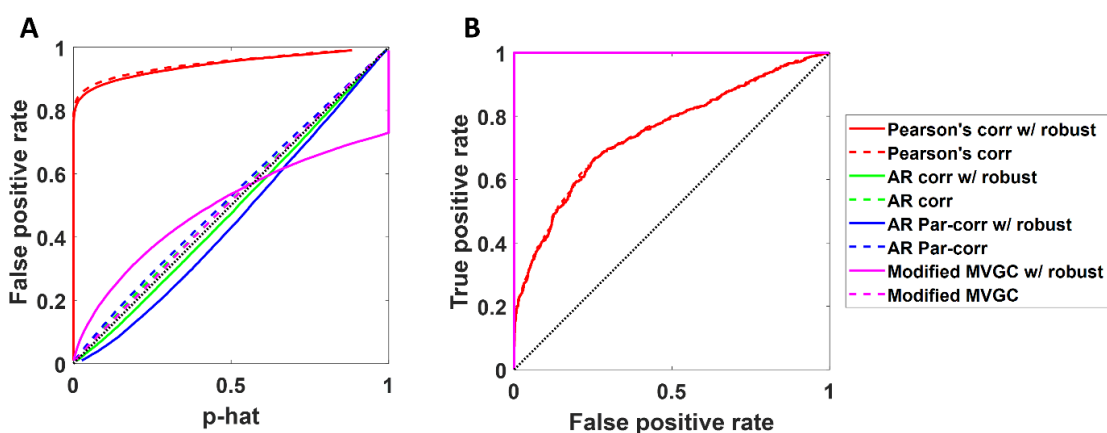 A
False positive rate
1
0.8
0.6
0.4
0.2
0
0
0.5
1
p-hat
B
True positive rate
1
0.8
0.6
0.4
0.2
0
0
0.5
1
False positive rate
Pearson's corr w/ robust
Pearson's corr
AR corr w/ robust
AR corr
AR Par-corr w/ robust
AR Par-corr
Modified MVGC w/ robust
Modified MVGC